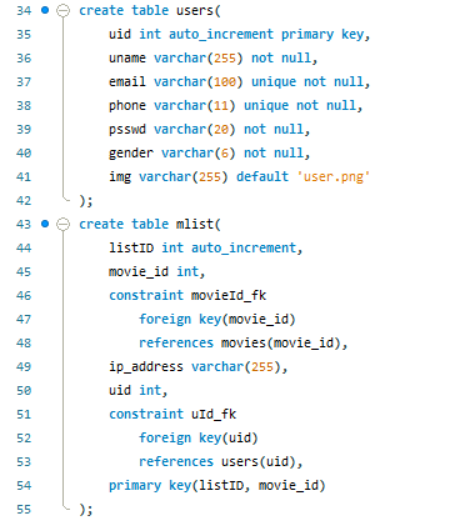 34 create table users(
35 uid int auto_increment primary key,
36 uname varchar(255) not null,
37 email varchar(100) unique not null,
38 phone varchar(11) unique not null,
39 psswd varchar(20) not null,
40 gender varchar(6) not null,
41 img varchar(255) default 'user.png'
42 );
43 create table mlist(
44 listID int auto_increment,
45 movie_id int,
46 constraint movieId_fk
47 foreign key(movie_id)
48 references movies(movie_id),
49 ip_address varchar(255),
50 uid int,
51 constraint uId_fk
52 foreign key(uid)
53 references users(uid),
54 primary key(listID, movie_id)
55 );